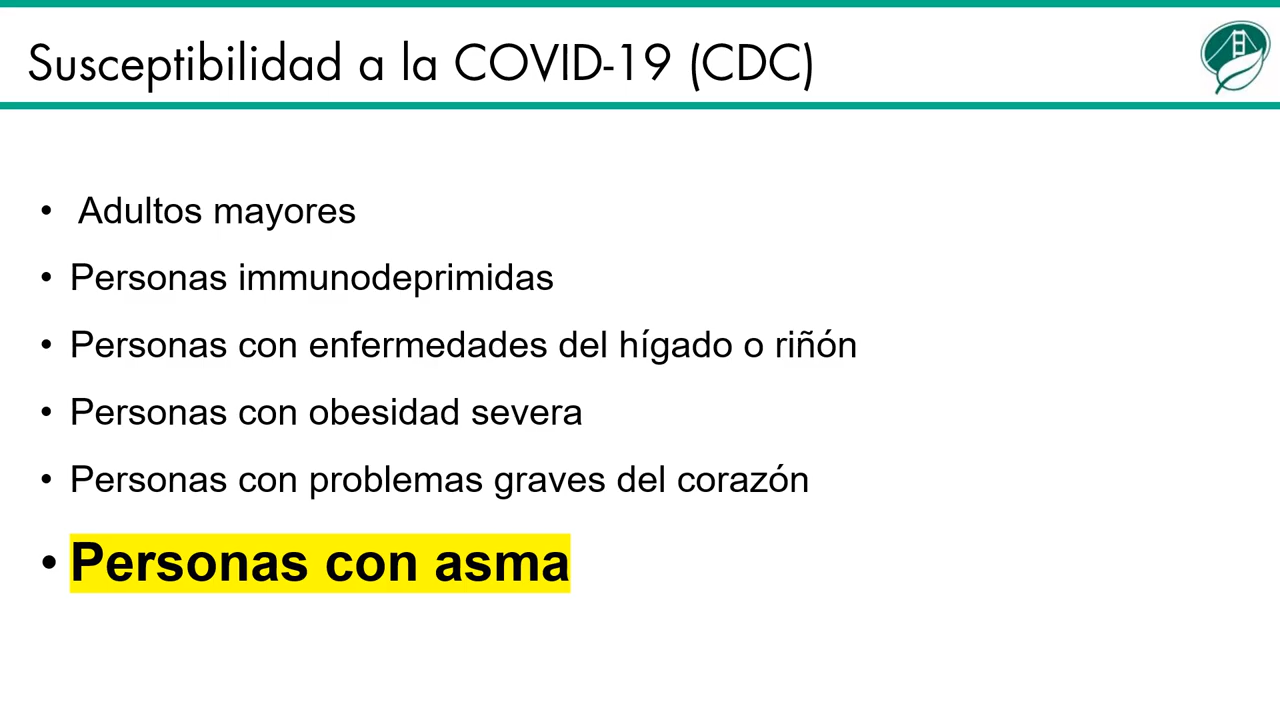 Susceptibilidad a la COVID-19 (CDC)
• Adultos mayores
• Personas immunodeprimidas
• Personas con enfermedades del hígado o riñón
• Personas con obesidad severa
• Personas con problemas graves del corazón
• Personas con asma